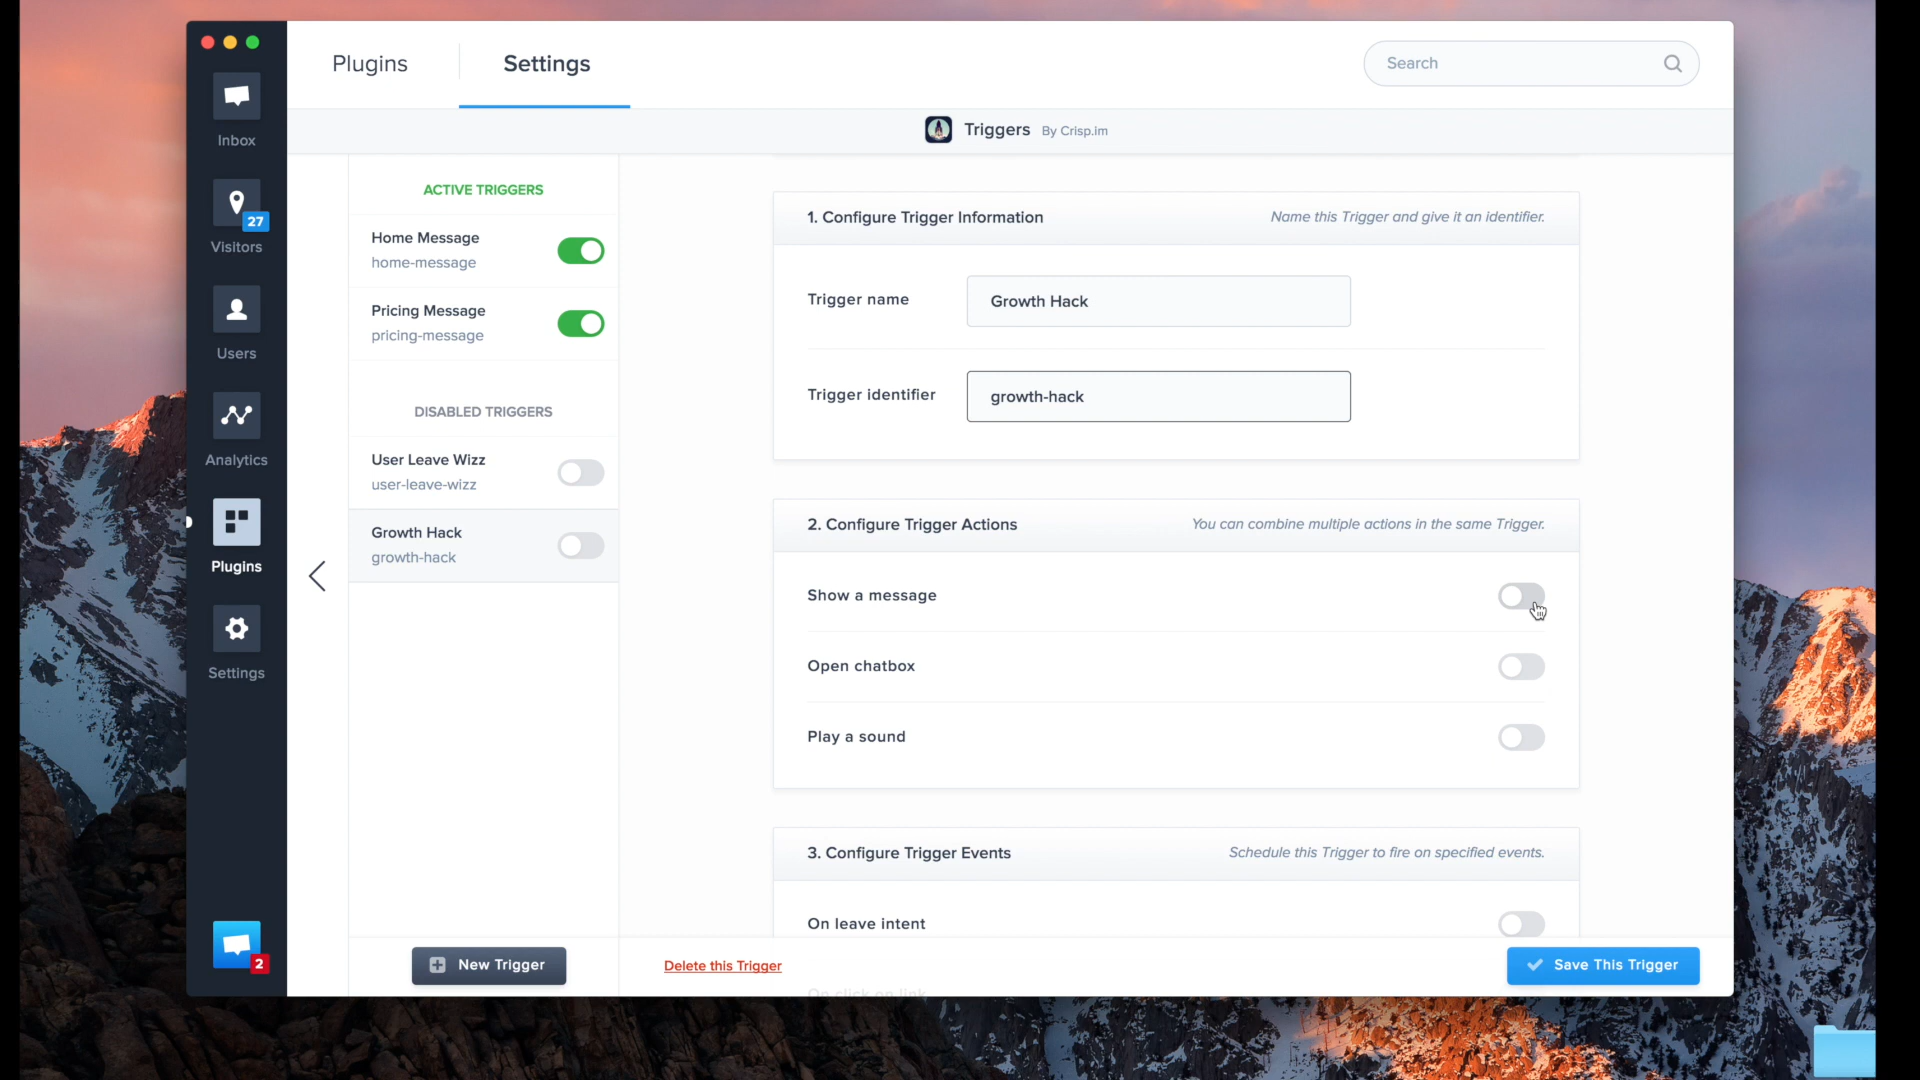 Plugins
Settings
Search
Triggers By Crisp.im
Inbox
27
Visitors
Users
Analytics
Plugins
Settings
2
ACTIVE TRIGGERS
Home Message
home-message
Pricing Message
pricing-message
DISABLED TRIGGERS
User Leave Wizz
user-leave-wizz
Growth Hack
growth-hack
New Trigger
1. Configure Trigger Information
Name this Trigger and give it an identifier.
Trigger name
Growth Hack
Trigger identifier
growth-hack
2. Configure Trigger Actions
You can combine multiple actions in the same Trigger.
Show a message
Open chatbox
Play a sound
3. Configure Trigger Events
Schedule this Trigger to fire on specified events.
On leave intent
On click on link
Delete this Trigger
Save This Trigger